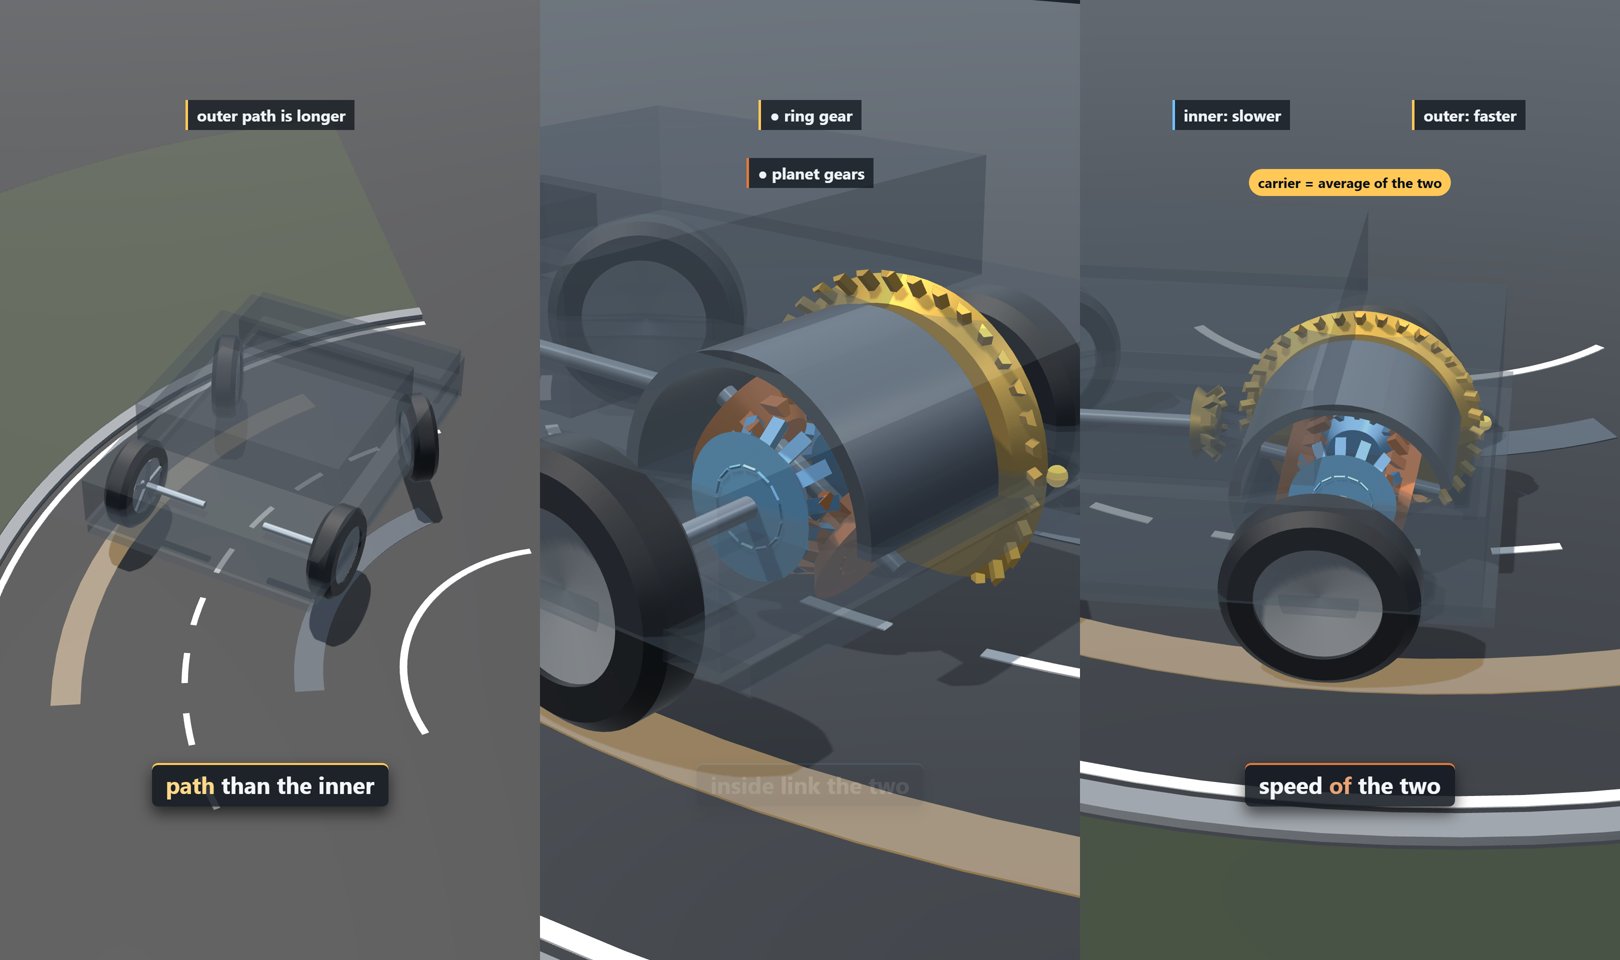 outer path is longer
path than the inner
● ring gear
● planet gears
inside link the two
inner: slower
outer: faster
carrier = average of the two
speed of the two